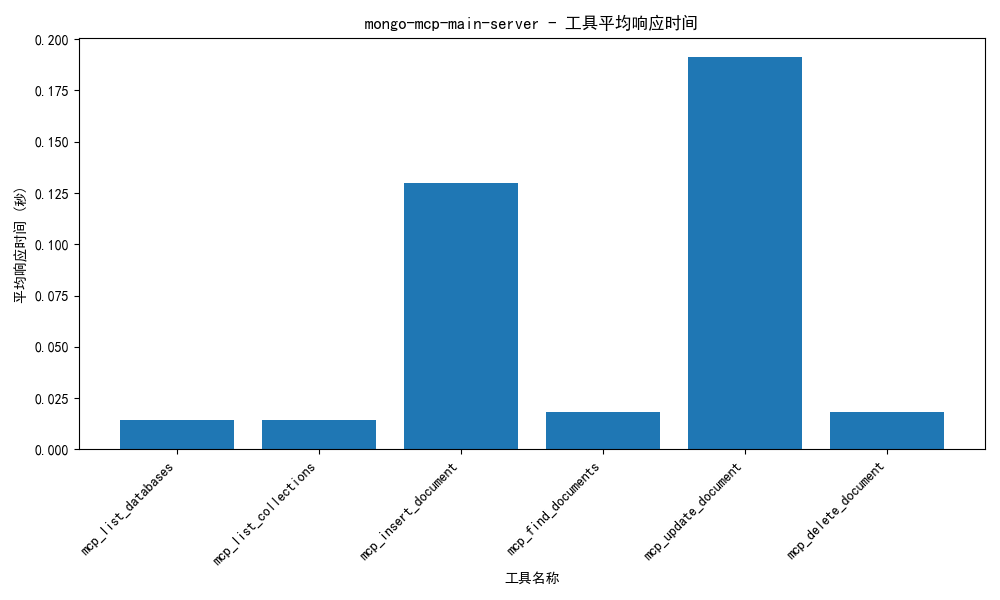 mongo-mcp-main-server - 工具平均响应时间
平均响应时间 (秒)
0.200
0.175
0.150
0.125
0.100
0.075
0.050
0.025
0.000
mcp_list_databases
mcp_list_collections
mcp_insert_document
mcp_find_documents
mcp_update_document
mcp_delete_document
工具名称